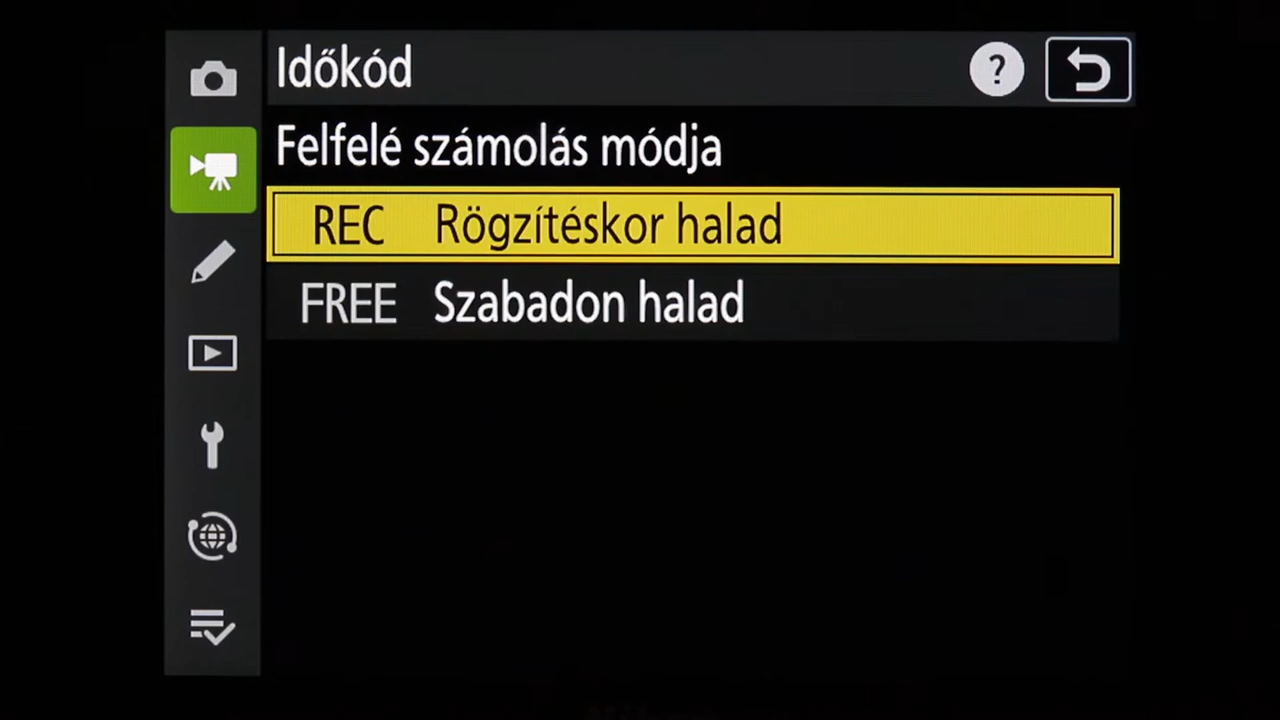 Időkód
?
Felfelé számolás módja
REC Rögzítéskor halad
FREE Szabadon halad